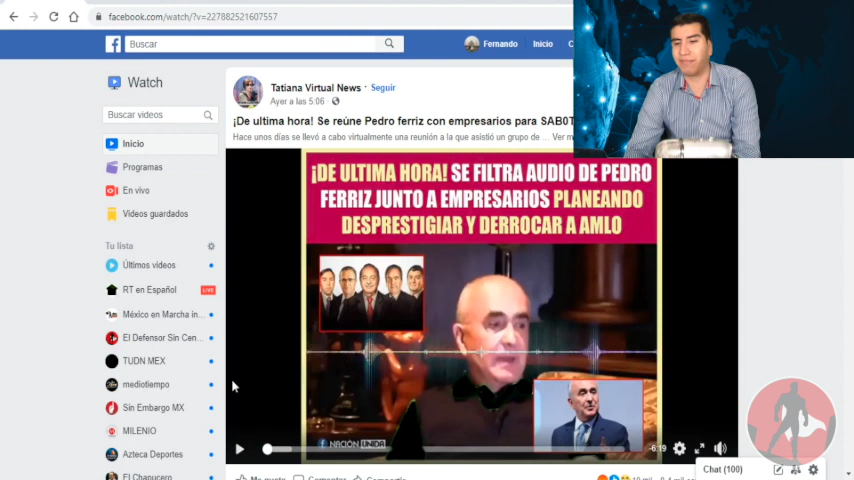 facebook.com/watch/?v=227882521607557
Buscar
Fernando
Inicio
Watch
Tatiana Virtual News · Seguir
Ayer a las 5:06 ·
Buscar videos
¡De ultima hora! Se reúne Pedro ferriz con empresarios para SAB0T
Hace unos días se llevó a cabo virtualmente una reunión a la que asistió un grupo de ... Ver m
Inicio
Programas
En vivo
Videos guardados
Tu lista
Últimos videos
RT en Español
LIVE
México en Marcha in...
El Defensor Sin Cen...
TUDN MEX
mediotiempo
Sin Embargo MX
MILENIO
Azteca Deportes
El Chapucero
¡DE ULTIMA HORA! SE FILTRA AUDIO DE PEDRO
FERRIZ JUNTO A EMPRESARIOS PLANEANDO
DESPRESTIGIAR Y DERROCAR A AMLO
NACIÓN UNIDA
-6:19
Chat (100)
Me gusta
Comentar
Compartir